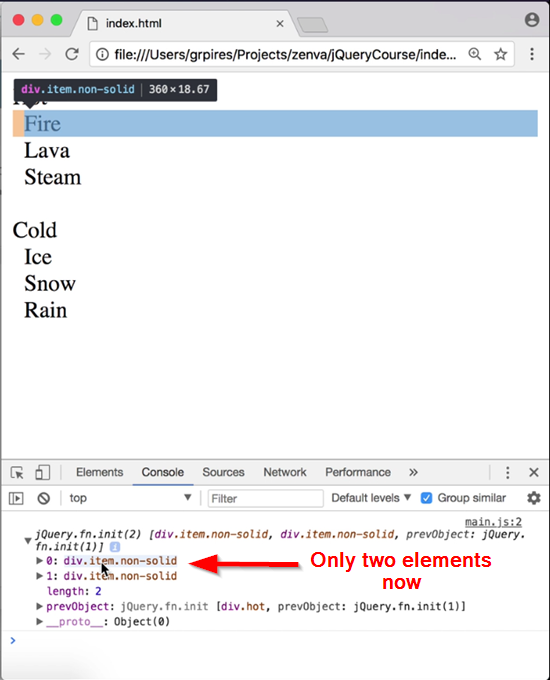 index.html
file:///Users/grpires/Projects/zenva/jQueryCourse/inde...
div.item.non-solid | 360 × 18.67
Fire
Lava
Steam
Cold
Ice
Snow
Rain
Elements Console Sources Network Performance »
top Filter Default levels Group similar
main.js:2
jQuery.fn.init(2) [div.item.non-solid, div.item.non-solid, prevObject: jQuery.
fn.init(1)]
0: div.item.non-solid
1: div.item.non-solid
length: 2
prevObject: jQuery.fn.init [div.hot, prevObject: jQuery.fn.init(1)]
__proto__: Object(0)
Only two elements
now